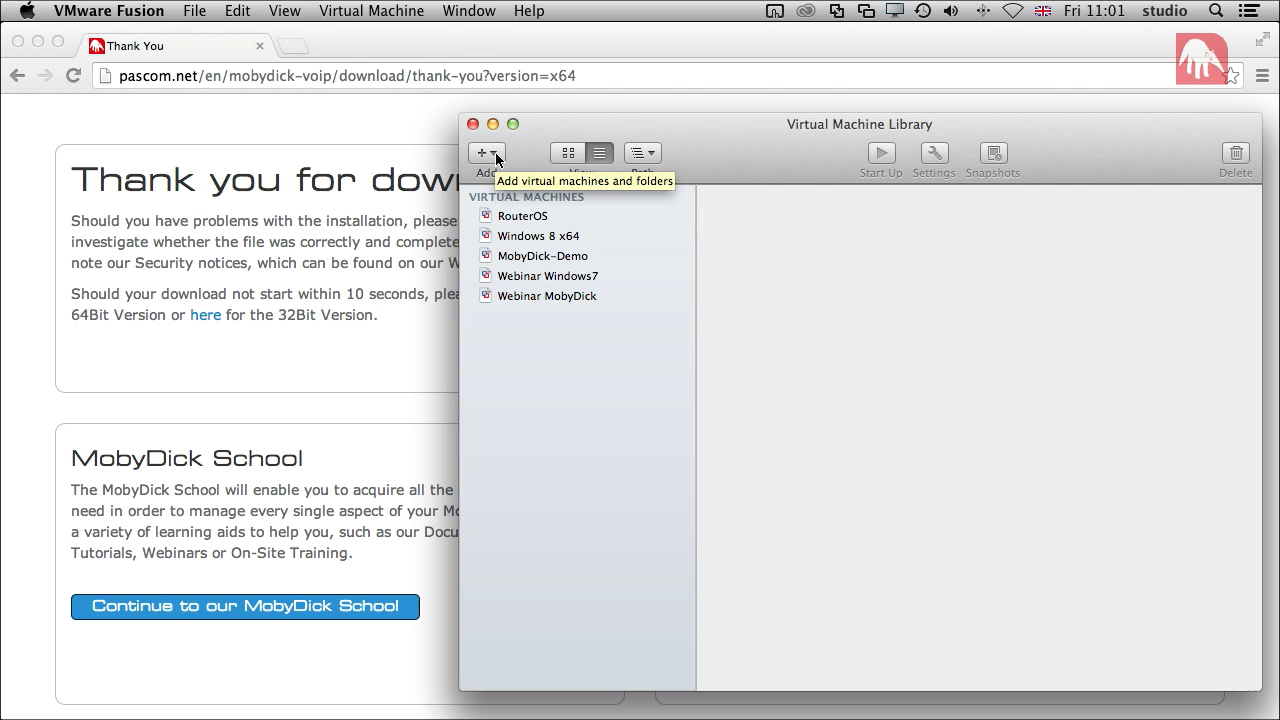 VMware Fusion File Edit View Virtual Machine Window Help Fri 11:01 studio
Thank You
pascom.net/en/mobydick-voip/download/thank-you?version=x64
Virtual Machine Library
Add Start Up Settings Snapshots Delete
Add virtual machines and folders
VIRTUAL MACHINES
RouterOS
Windows 8 x64
MobyDick-Demo
Webinar Windows7
Webinar MobyDick
Thank you for dow
Should you have problems with the installation, please
investigate whether the file was correctly and complete
note our Security notices, which can be found on our W
Should your download not start within 10 seconds, plea
64Bit Version or here for the 32Bit Version.
MobyDick School
The MobyDick School will enable you to acquire all the
need in order to manage every single aspect of your Mo
a variety of learning aids to help you, such as our Docu
Tutorials, Webinars or On-Site Training.
Continue to our MobyDick School